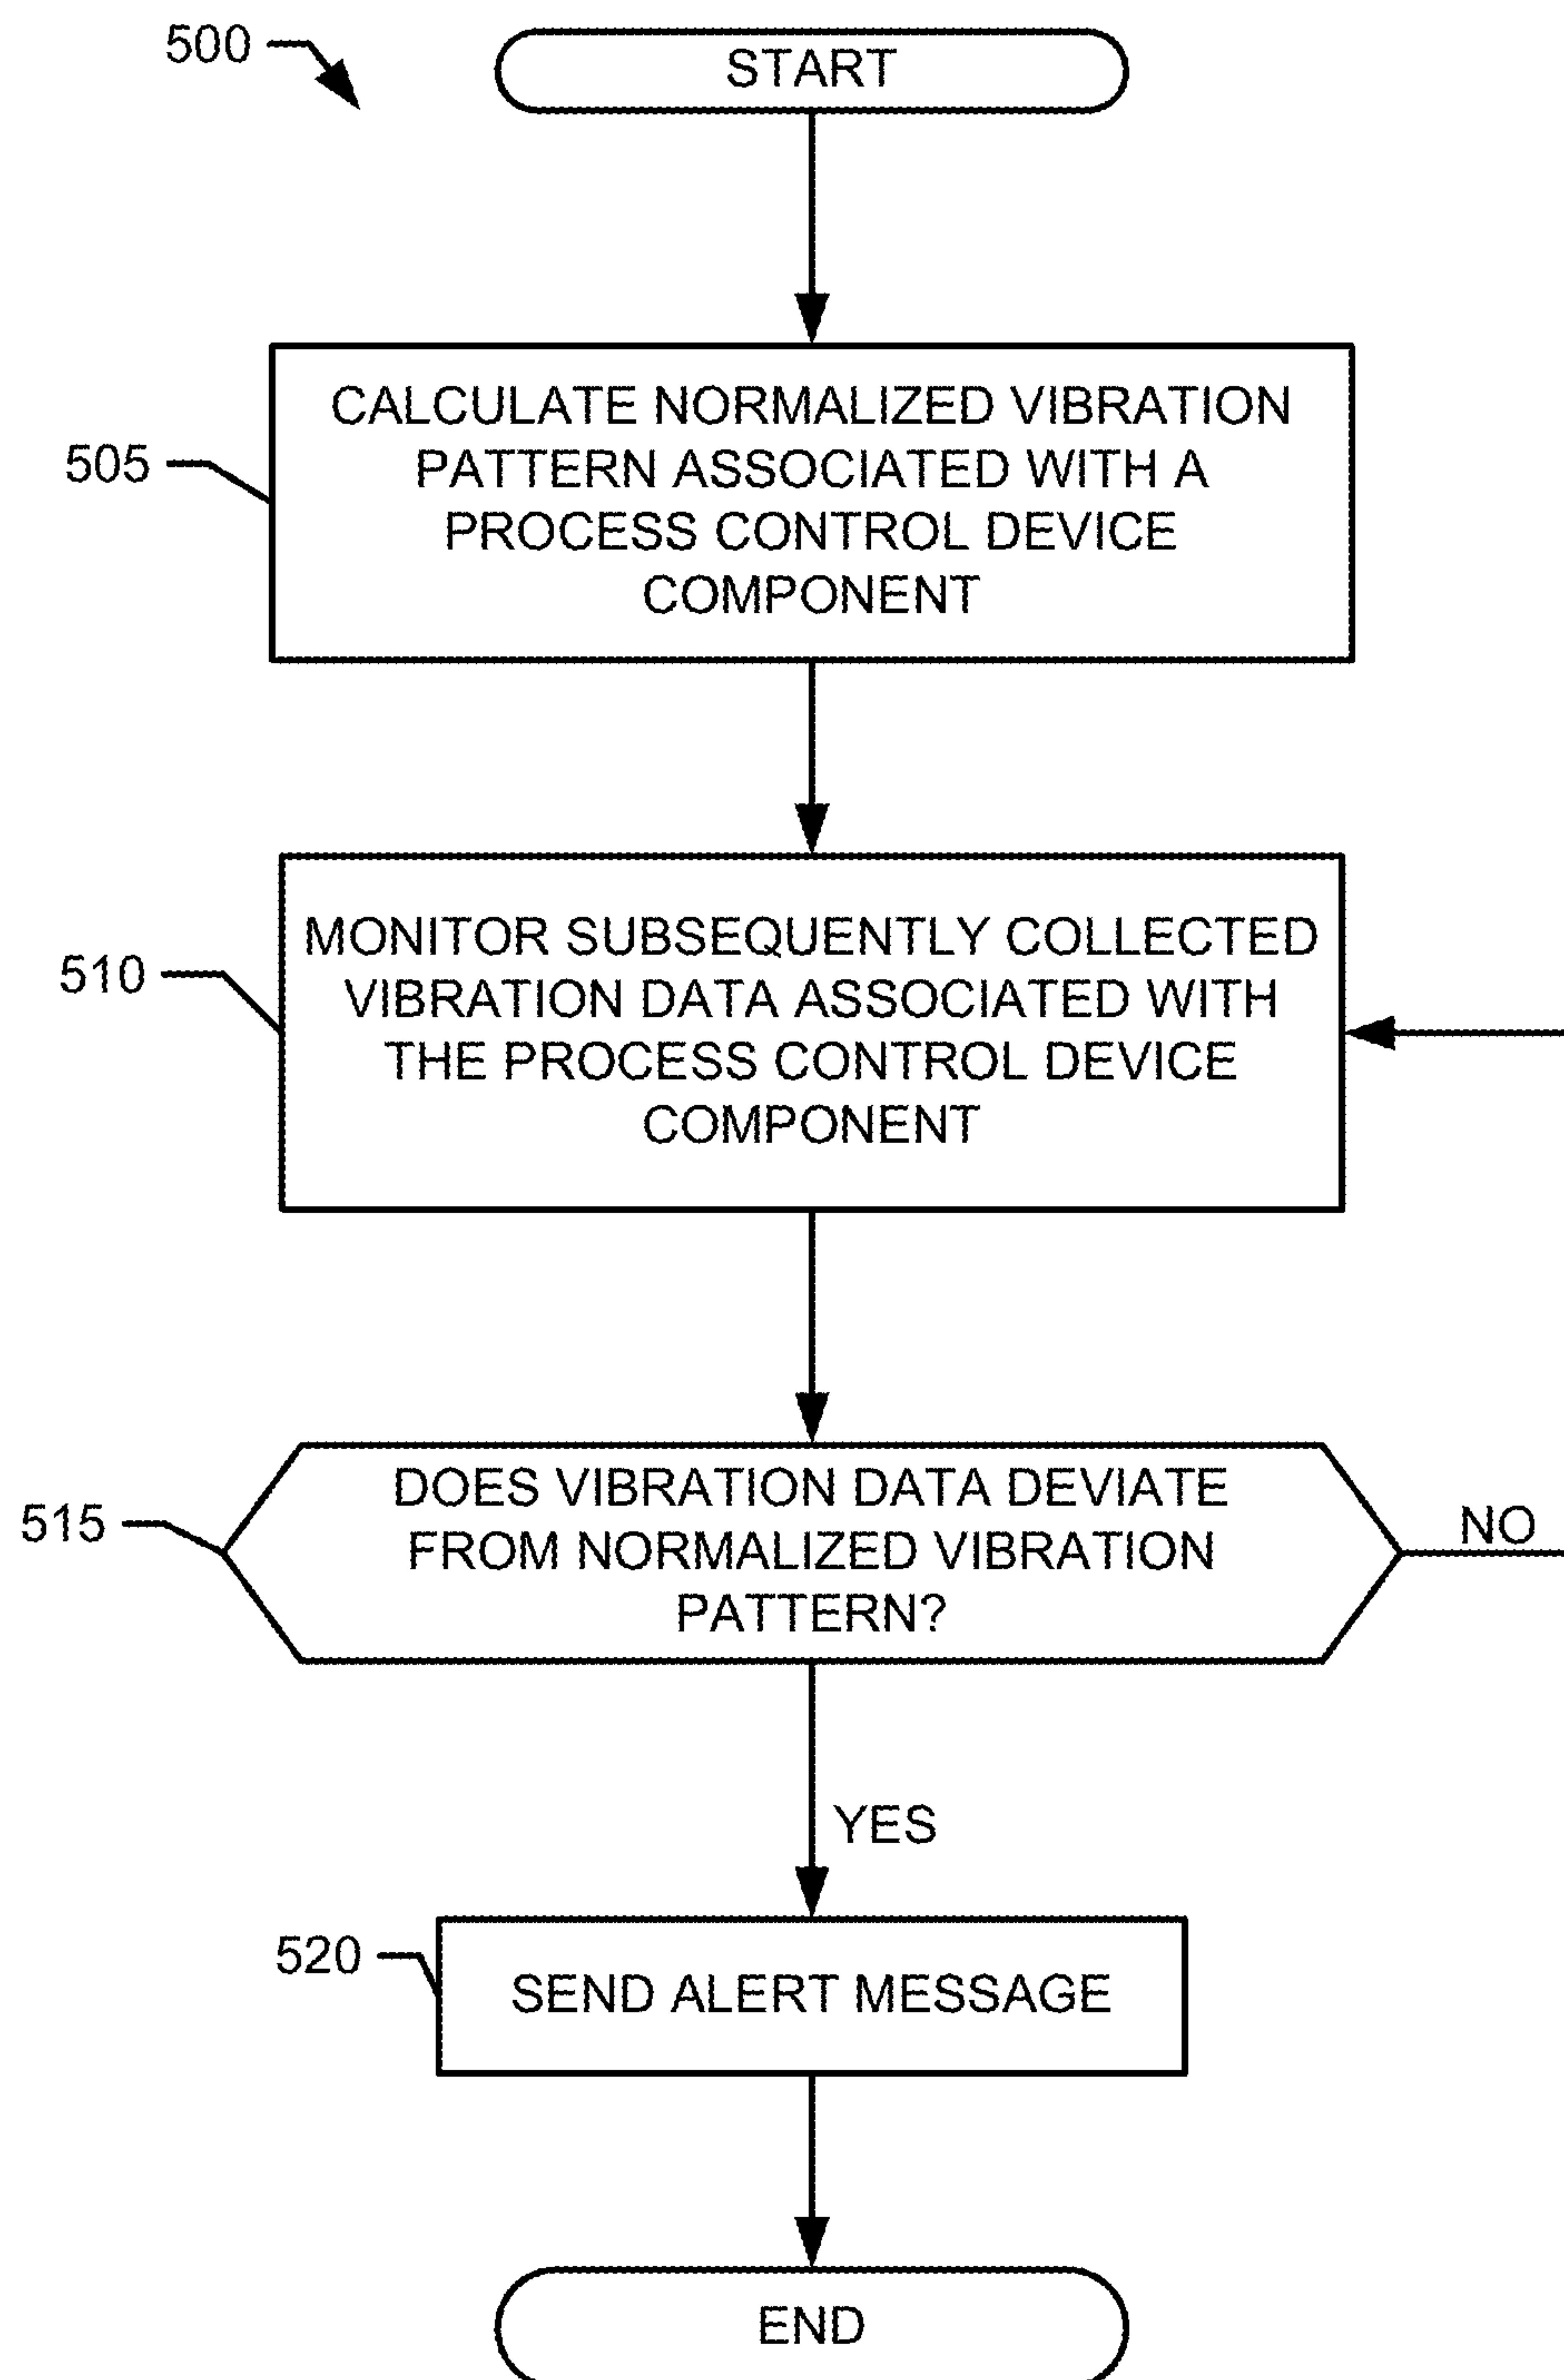 500
START
505
CALCULATE NORMALIZED VIBRATION
PATTERN ASSOCIATED WITH A
PROCESS CONTROL DEVICE
COMPONENT
510
MONITOR SUBSEQUENTLY COLLECTED
VIBRATION DATA ASSOCIATED WITH
THE PROCESS CONTROL DEVICE
COMPONENT
515
DOES VIBRATION DATA DEVIATE
FROM NORMALIZED VIBRATION
PATTERN?
NO
YES
520
SEND ALERT MESSAGE
END